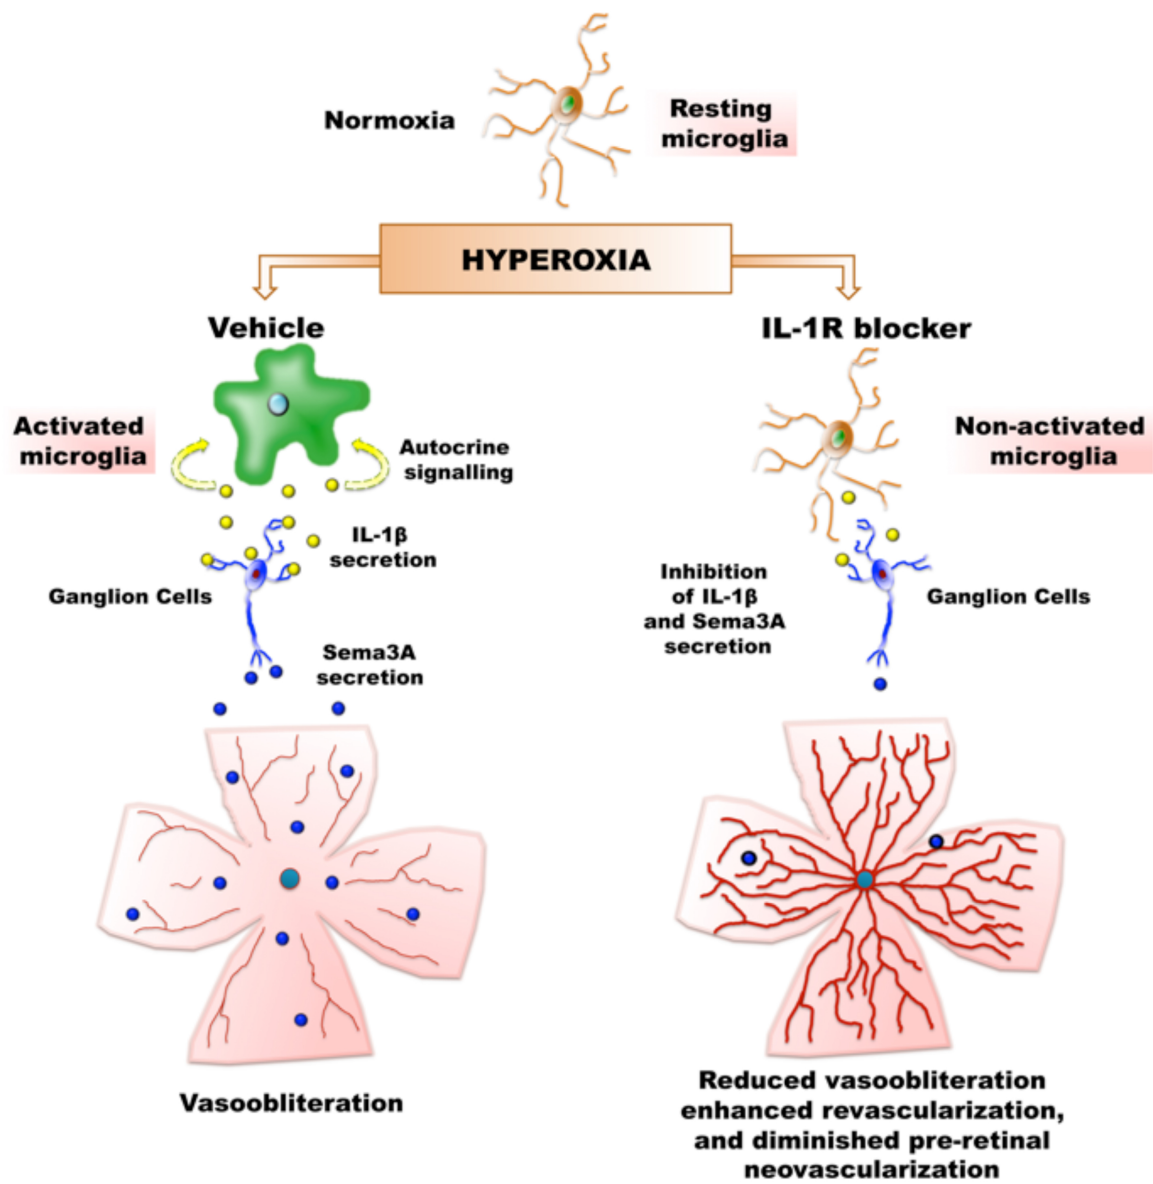 Normoxia
Resting
microglia
HYPEROXIA
Vehicle
IL-1R blocker
Activated
microglia
Autocrine
signalling
Non-activated
microglia
IL-1β
secretion
Ganglion Cells
Inhibition
of IL-1β
and Sema3A
secretion
Ganglion Cells
Sema3A
secretion
Vasoobliteration
Reduced vasoobliteration
enhanced revascularization,
and diminished pre-retinal
neovascularization